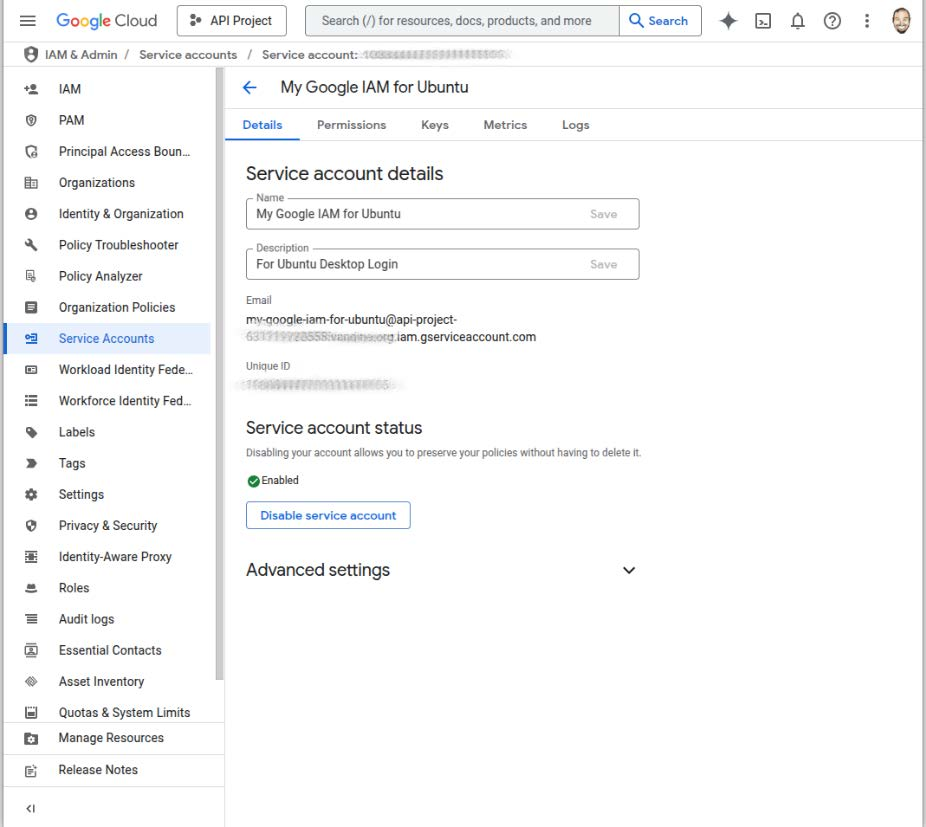 Google Cloud
API Project
Search (/) for resources, docs, products, and more
Search
IAM & Admin / Service accounts / Service account:
IAM
PAM
Principal Access Boun...
Organizations
Identity & Organization
Policy Troubleshooter
Policy Analyzer
Organization Policies
Service Accounts
Workload Identity Fede...
Workforce Identity Fed...
Labels
Tags
Settings
Privacy & Security
Identity-Aware Proxy
Roles
Audit logs
Essential Contacts
Asset Inventory
Quotas & System Limits
Manage Resources
Release Notes
My Google IAM for Ubuntu
Details Permissions Keys Metrics Logs
Service account details
Name
My Google IAM for Ubuntu Save
Description
For Ubuntu Desktop Login Save
Email
my-google-iam-for-ubuntu@api-project-
.iam.gserviceaccount.com
Unique ID
Service account status
Disabling your account allows you to preserve your policies without having to delete it.
Enabled
Disable service account
Advanced settings